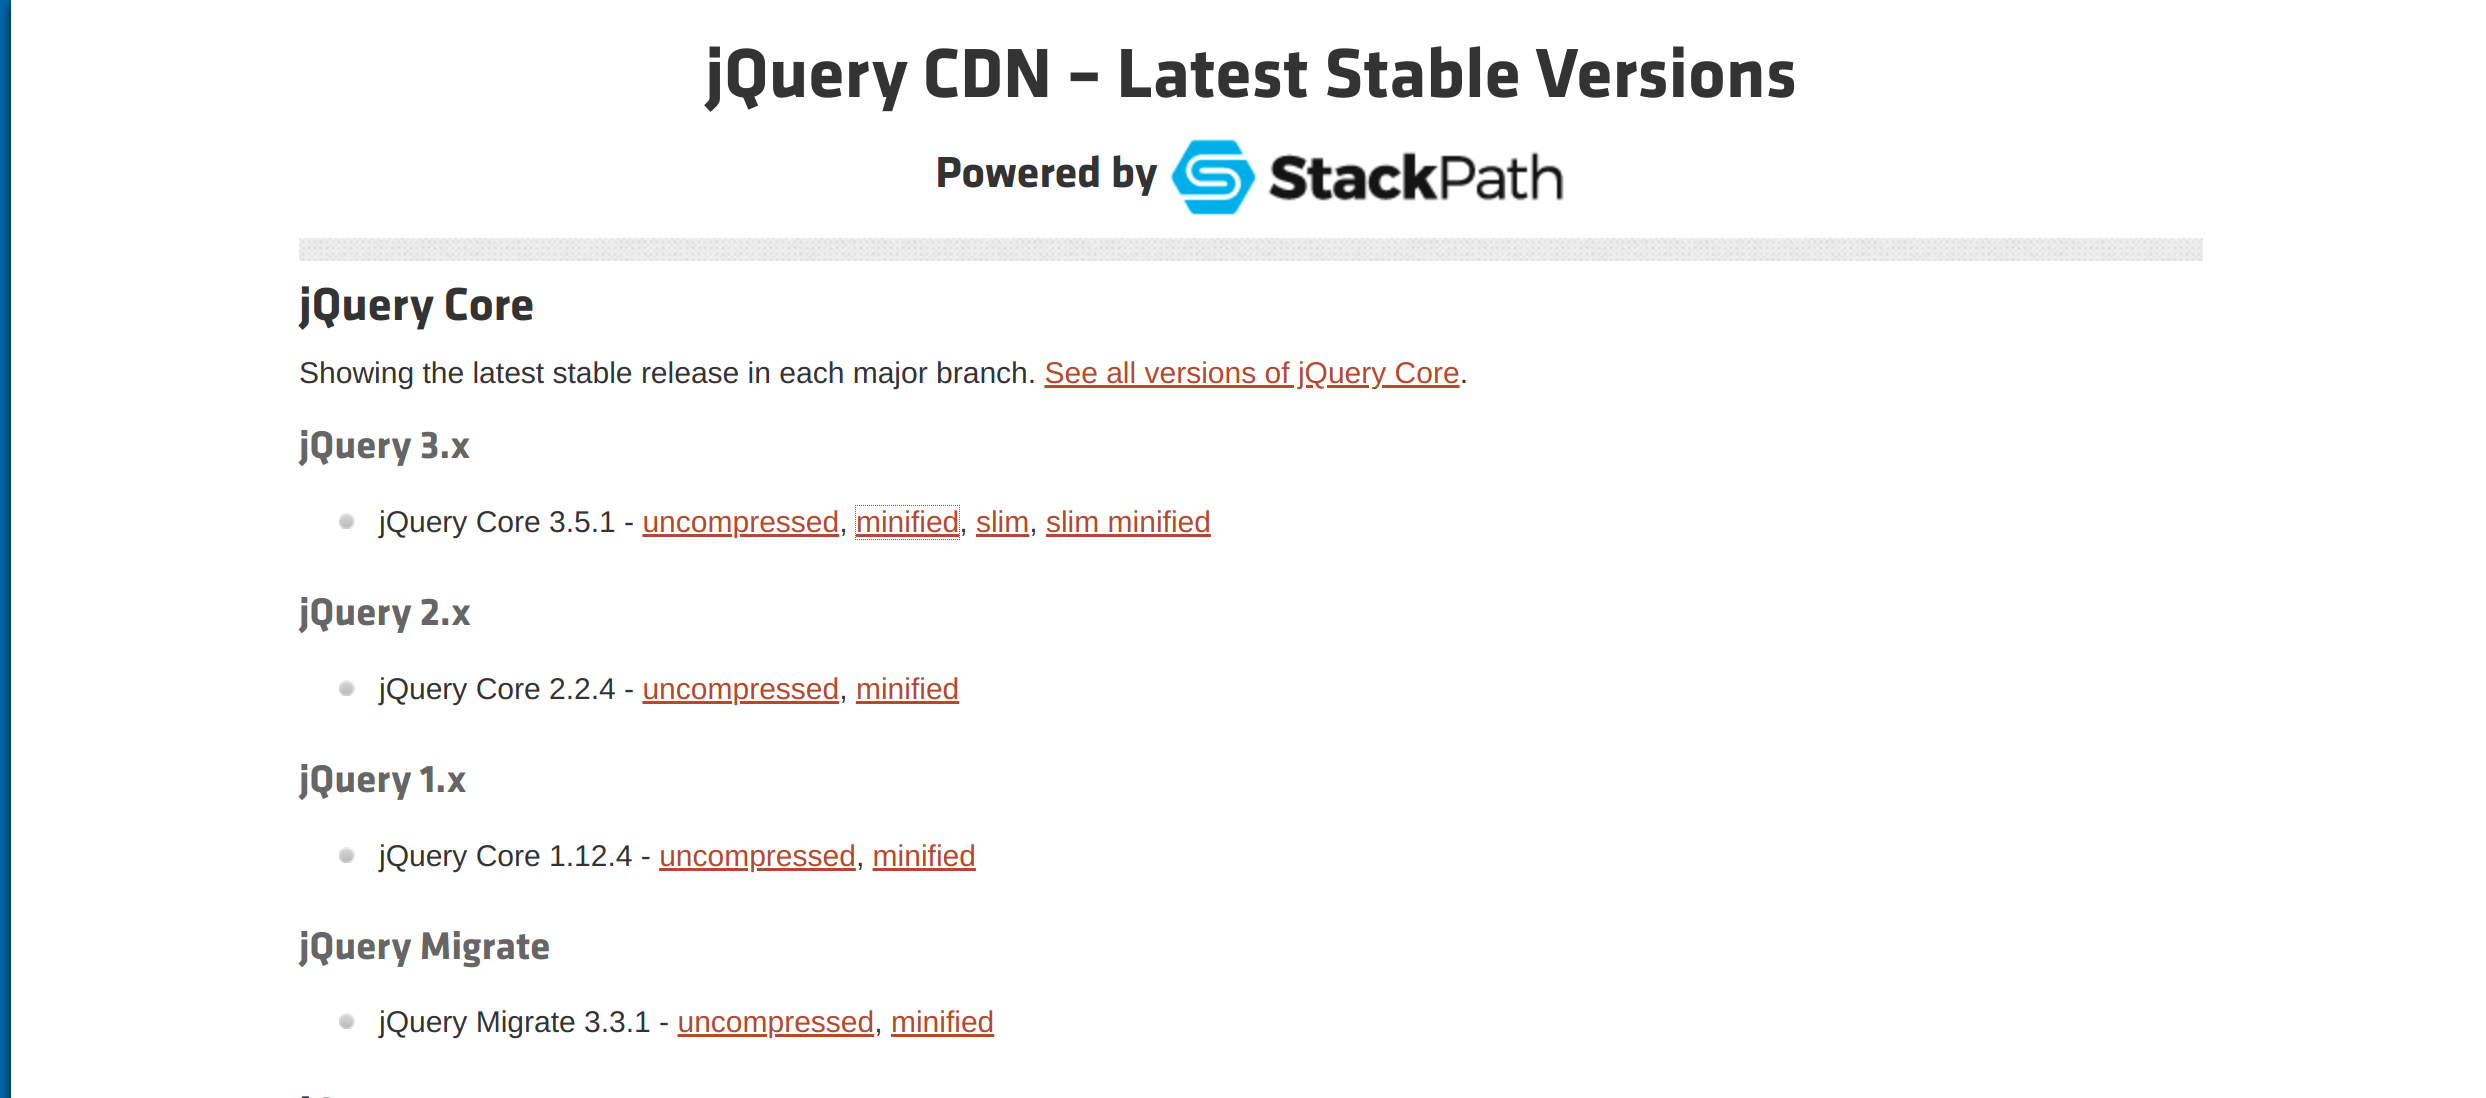 jQuery CDN – Latest Stable Versions
Powered by StackPath
jQuery Core
Showing the latest stable release in each major branch. See all versions of jQuery Core.
jQuery 3.x
jQuery Core 3.5.1 - uncompressed, minified, slim, slim minified
jQuery 2.x
jQuery Core 2.2.4 - uncompressed, minified
jQuery 1.x
jQuery Core 1.12.4 - uncompressed, minified
jQuery Migrate
jQuery Migrate 3.3.1 - uncompressed, minified